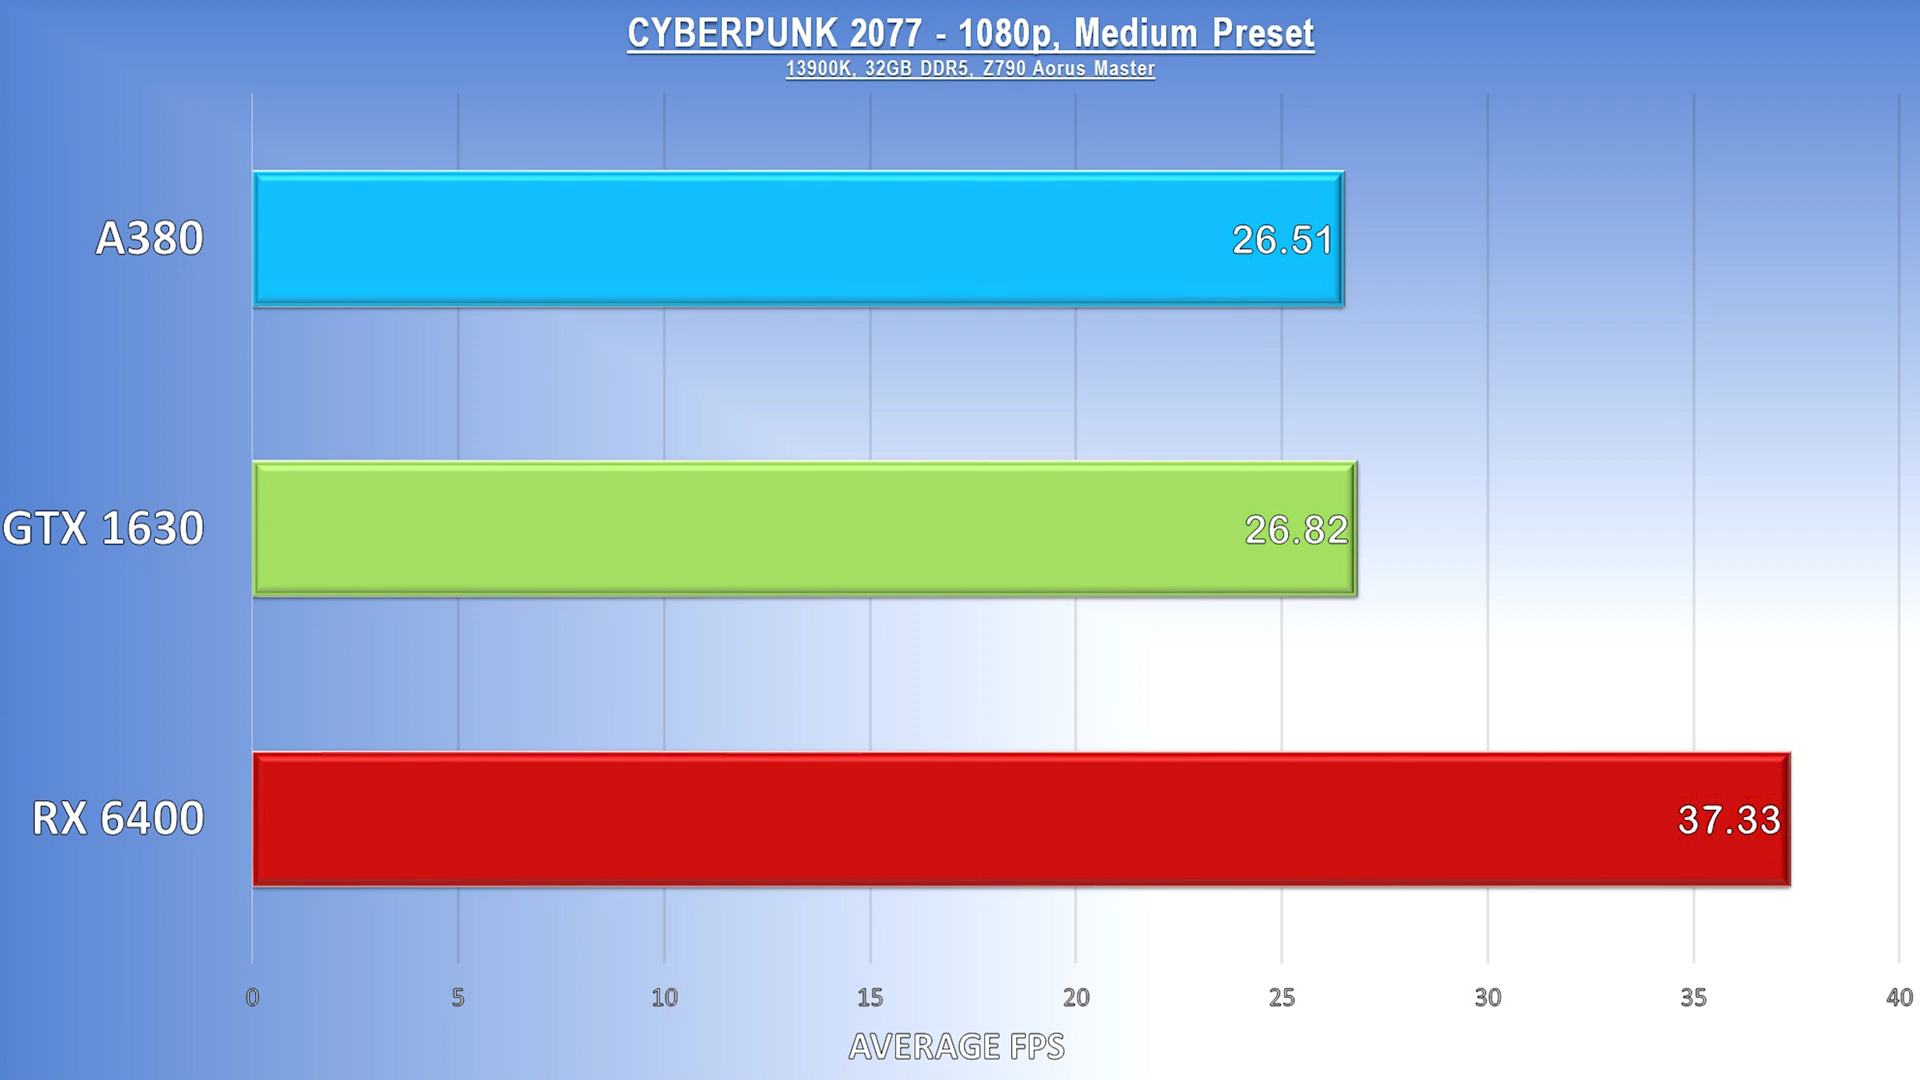 CYBERPUNK 2077 - 1080p, Medium Preset
13900K, 32GB DDR5, Z790 Aorus Master
A380
26.51
GTX 1630
26.82
RX 6400
37.33
0 5 10 15 20 25 30 35 40
AVERAGE FPS